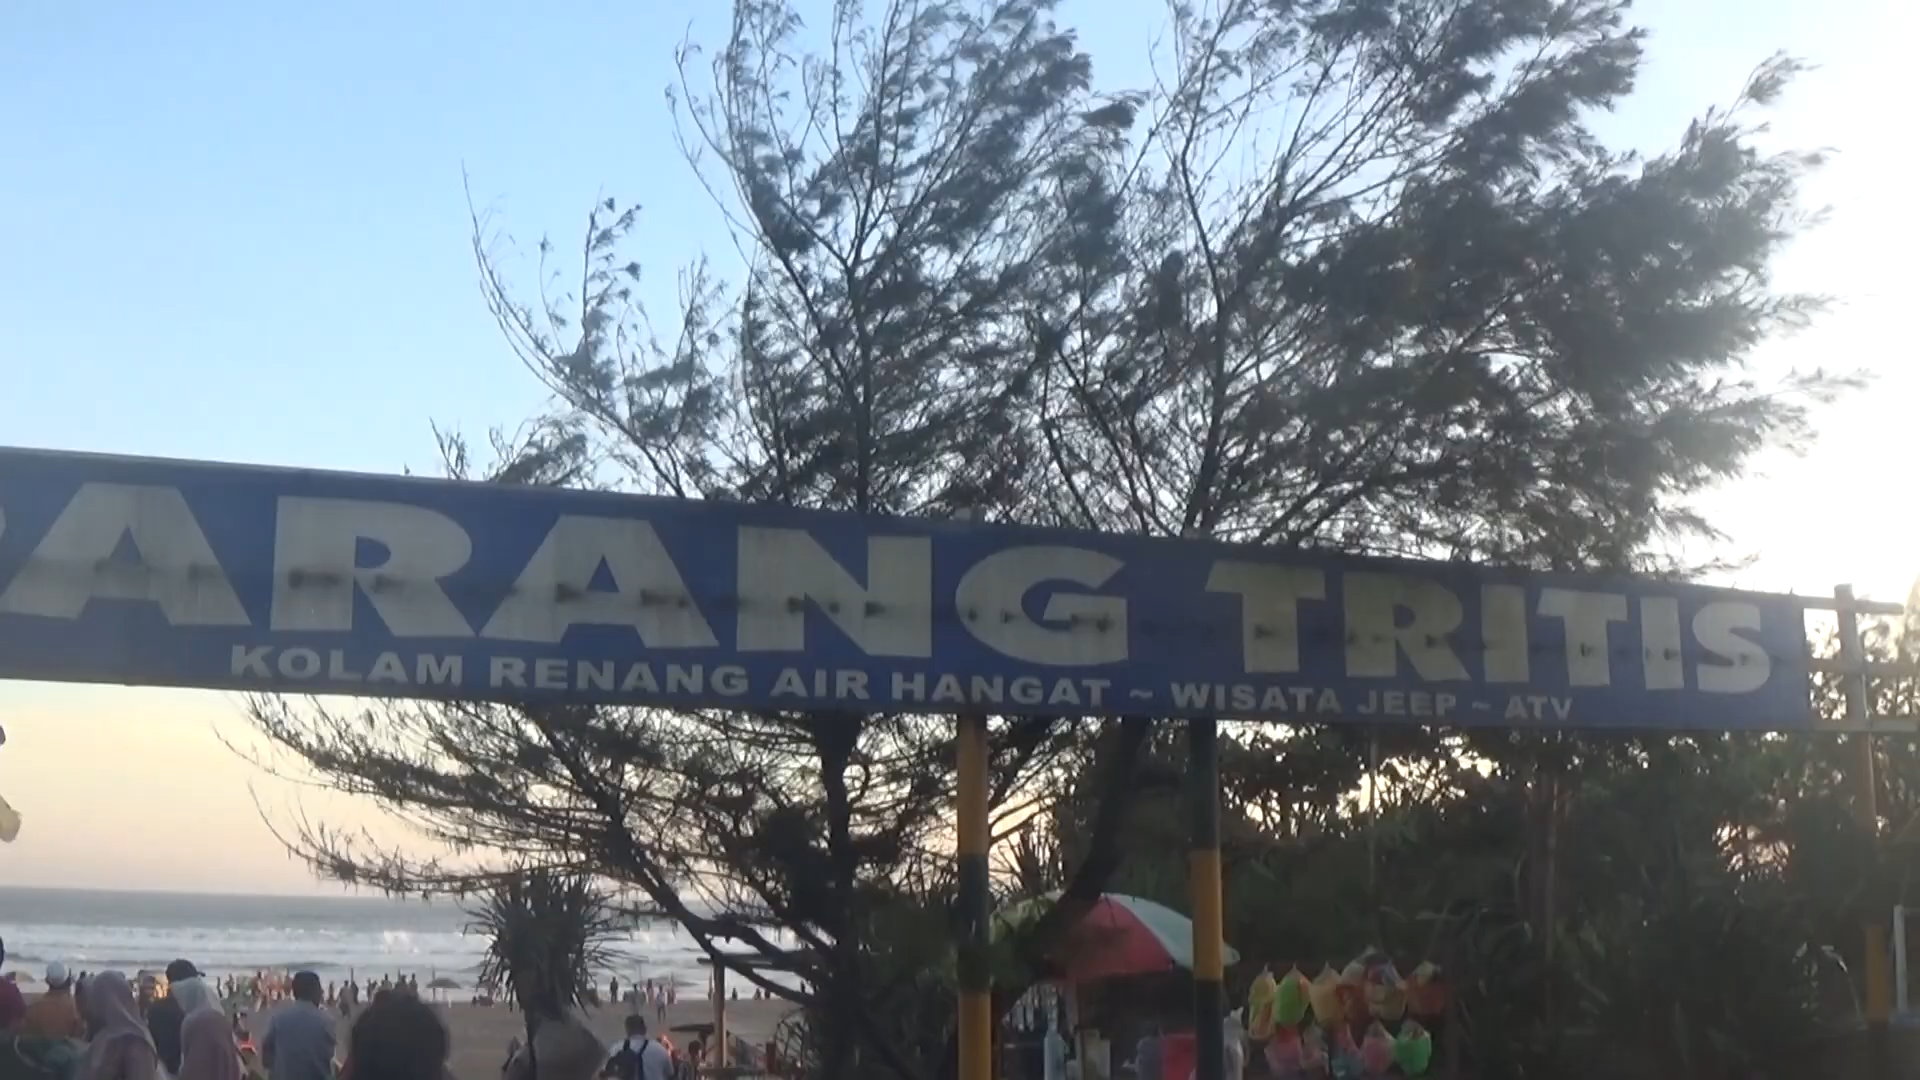 ARANG TRITIS
KOLAM RENANG AIR HANGAT ~ WISATA JEEP ~ ATV